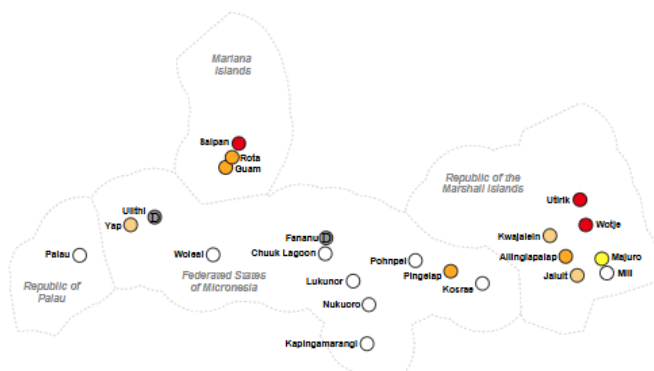 Mariana
Islands
Saipan
Rota
Guam
Republic of the
Marshall Islands
Utirik
Ulithi
D
Wotje
Yap
Kwajalein
Fananu
D
Palau
Woleai
Chuuk Lagoon
Pohnpei
Ailinglapalap
Majuro
Pingelap
Mili
Federated States
of Micronesia
Lukunor
Kosrae
Jaluit
Republic of
Palau
Nukuoro
Kapingamarangi